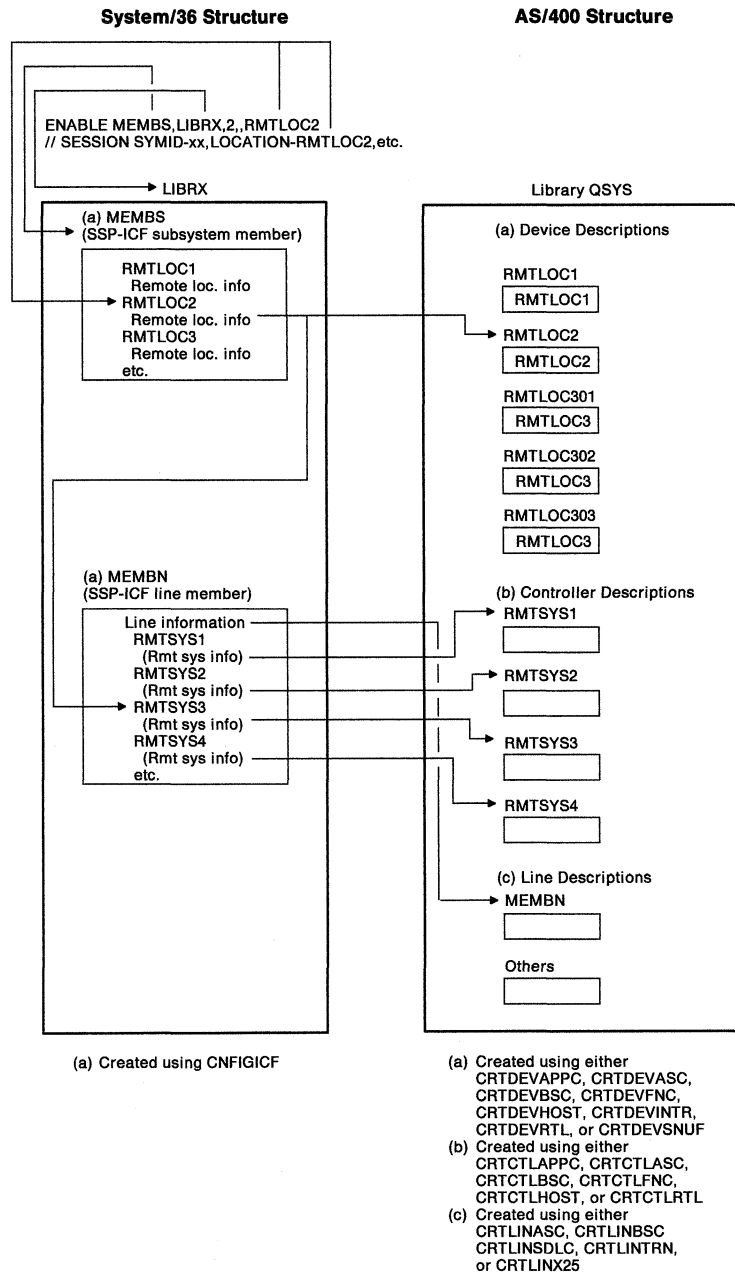 System/36 Structure
AS/400 Structure
ENABLE MEMBS,LIBRX,2,,RMTLOC2
// SESSION SYMID-xx,LOCATION-RMTLOC2,etc.
LIBRX
(a) MEMBS
(SSP-ICF subsystem member)
RMTLOC1
Remote loc. info
RMTLOC2
Remote loc. info
RMTLOC3
Remote loc. info
etc.
(a) MEMBN
(SSP-ICF line member)
Line information
RMTSYS1
(Rmt sys info)
RMTSYS2
(Rmt sys info)
RMTSYS3
(Rmt sys info)
RMTSYS4
(Rmt sys info)
etc.
(a) Created using CNFIGICF
Library QSYS
(a) Device Descriptions
RMTLOC1
RMTLOC1
RMTLOC2
RMTLOC2
RMTLOC301
RMTLOC3
RMTLOC302
RMTLOC3
RMTLOC303
RMTLOC3
(b) Controller Descriptions
RMTSYS1
RMTSYS2
RMTSYS3
RMTSYS4
(c) Line Descriptions
MEMBN
Others
(a) Created using either
CRTDEVAPPC, CRTDEVASC,
CRTDEVBSC, CRTDEVFNC,
CRTDEVHOST, CRTDEVINTR,
CRTDEVRTL, or CRTDEVSNUF
(b) Created using either
CRTCTLAPPC, CRTCTLASC,
CRTCTLBSC, CRTCTLFNC,
CRTCTLHOST, or CRTCTLRTL
(c) Created using either
CRTLINASC, CRTLINBSC
CRTLINSDLC, CRTLINTRN,
or CRTLINX25